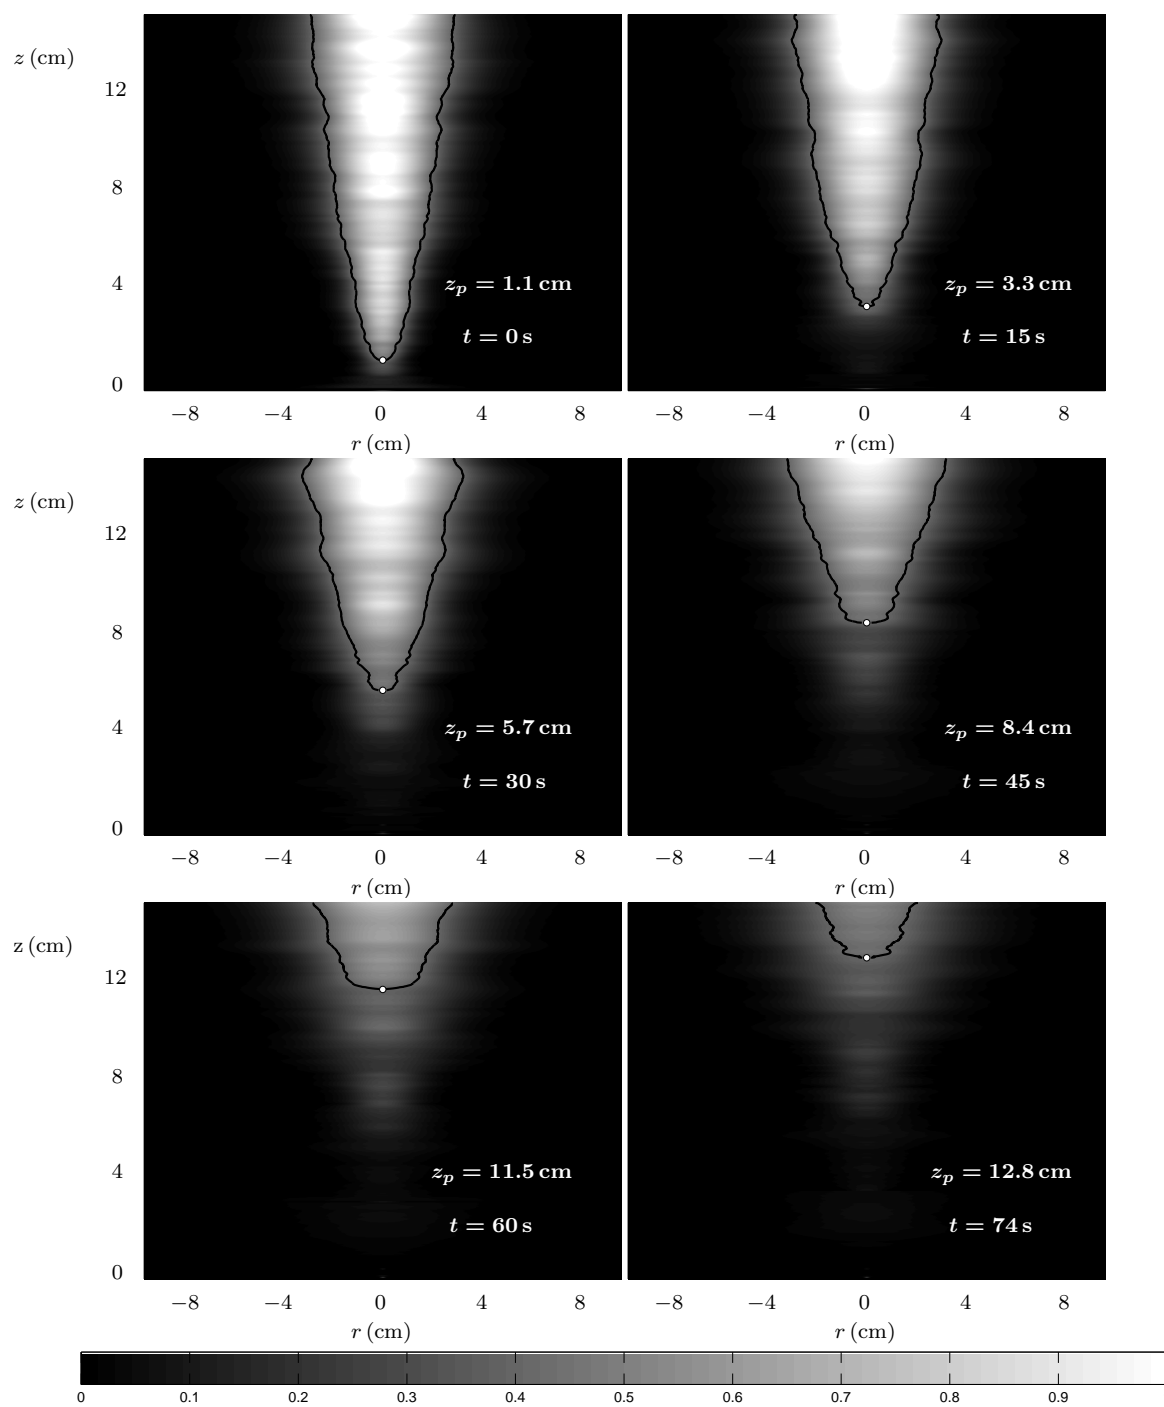 z (cm)
12
8
4
0
z_p = 1.1 cm
t = 0 s
z_p = 3.3 cm
t = 15 s
−8 −4 0 4 8
r (cm)
−8 −4 0 4 8
r (cm)
z (cm)
12
8
4
0
z_p = 5.7 cm
t = 30 s
z_p = 8.4 cm
t = 45 s
−8 −4 0 4 8
r (cm)
−8 −4 0 4 8
r (cm)
z (cm)
12
8
4
0
z_p = 11.5 cm
t = 60 s
z_p = 12.8 cm
t = 74 s
−8 −4 0 4 8
r (cm)
−8 −4 0 4 8
r (cm)
0 0.1 0.2 0.3 0.4 0.5 0.6 0.7 0.8 0.9